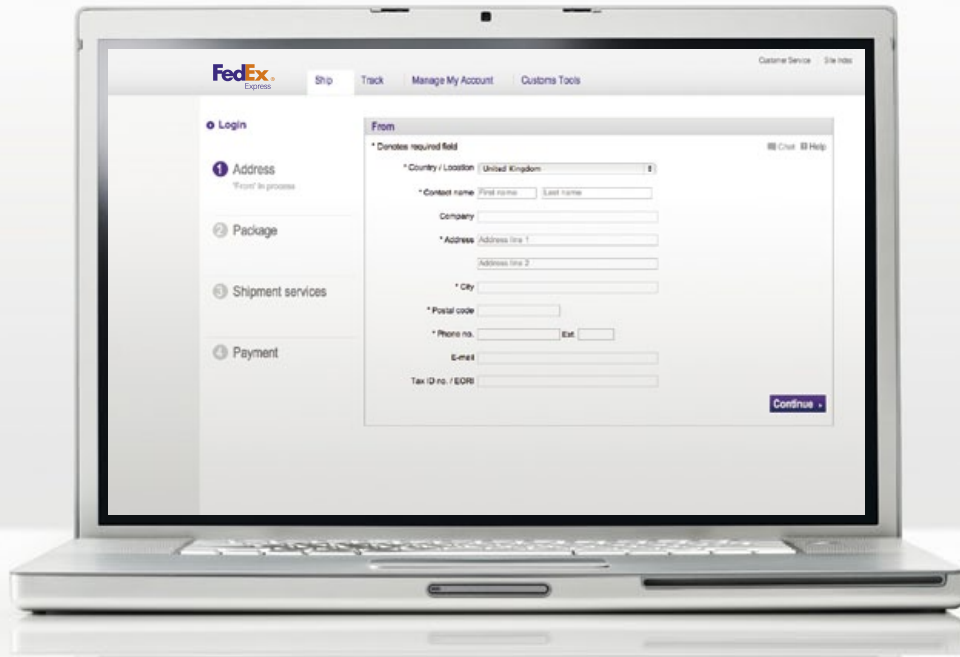 Customer Service Site Index
FedEx®
Express
Ship Track Manage My Account Customs Tools
Login
1 Address
'From' in process
2 Package
3 Shipment services
4 Payment
From
* Denotes required field
Chat Help
* Country / Location United Kingdom
* Contact name First name Last name
Company
* Address Address line 1
Address line 2
* City
* Postal code
* Phone no. Ext
E-mail
Tax ID no. / EORI
Continue